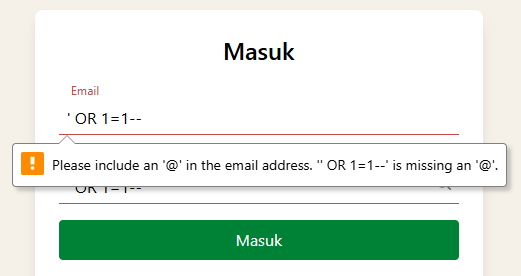 Masuk
Email
' OR 1=1--
Please include an '@' in the email address. '' OR 1=1--' is missing an '@'.
' OR 1=1--
Masuk